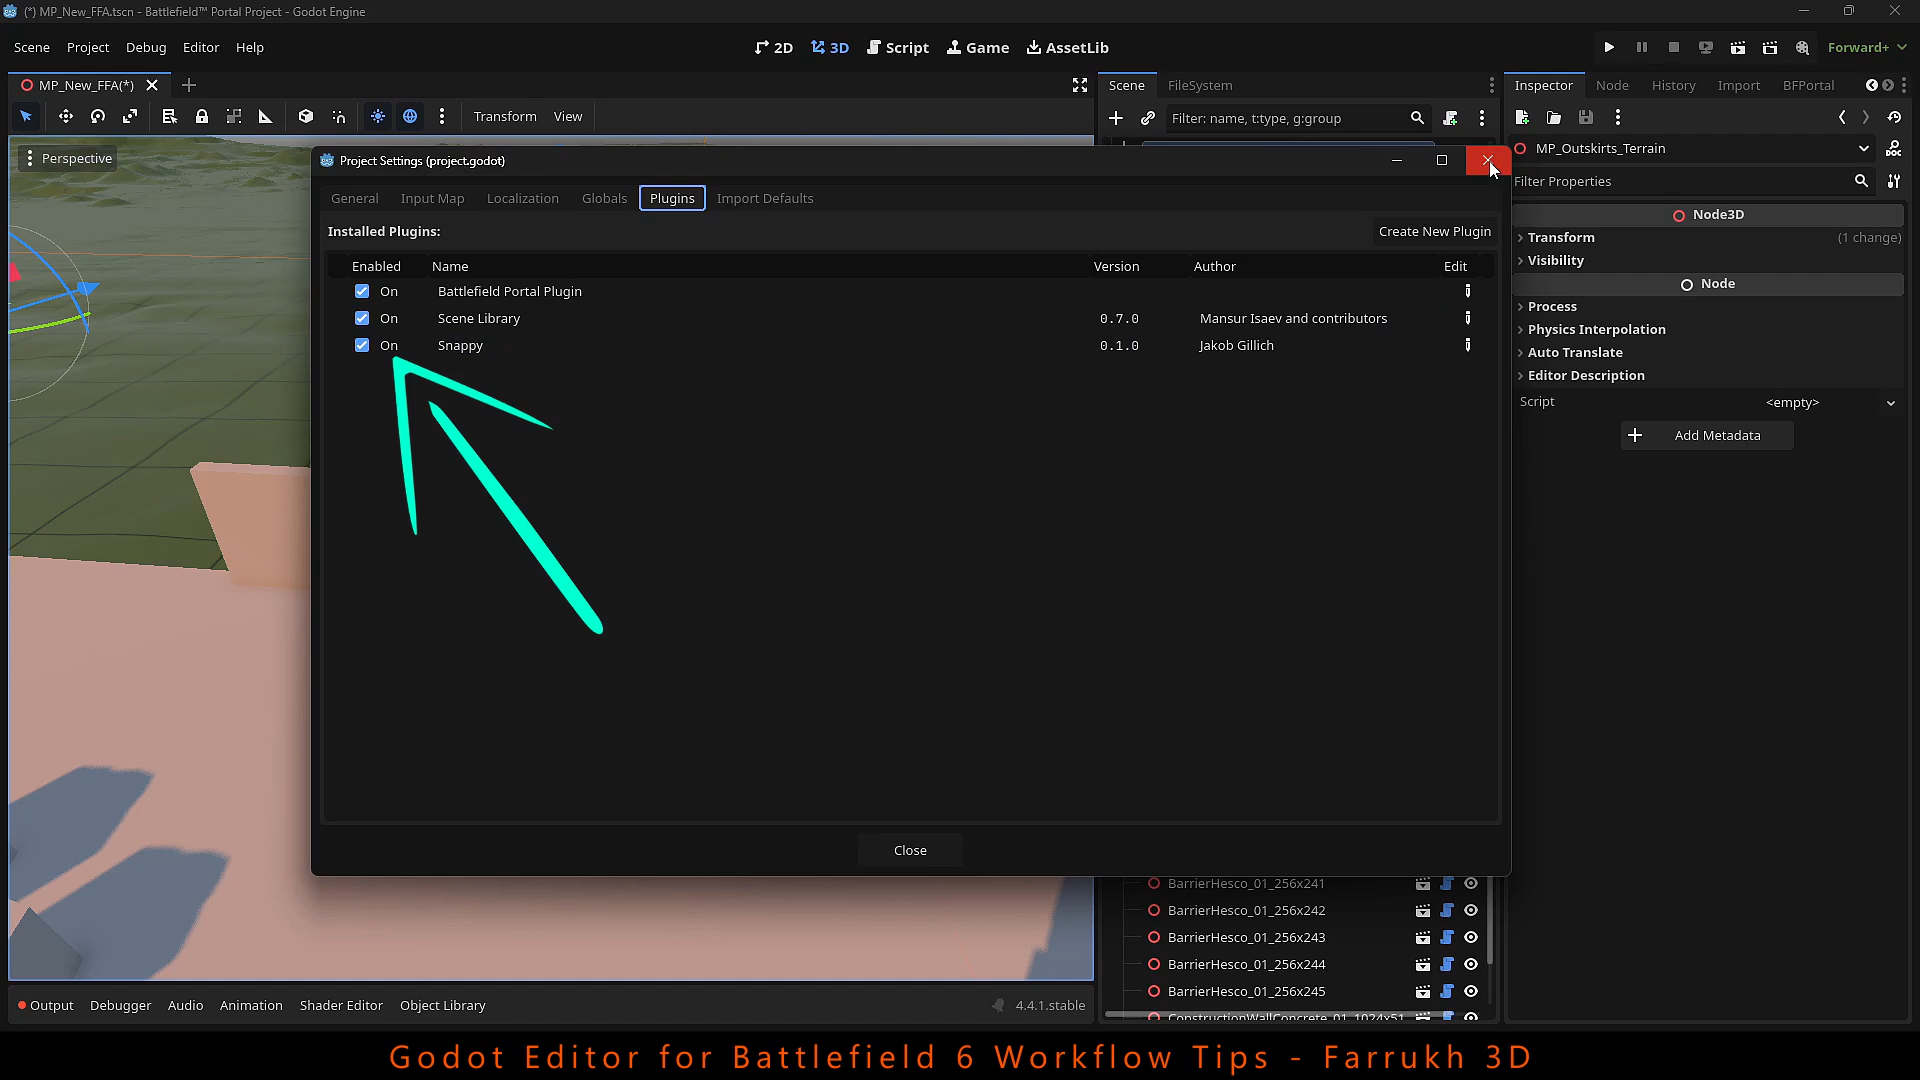 (*) MP_New_FFA.tscn - Battlefield™ Portal Project - Godot Engine
Scene Project Debug Editor Help
2D 3D Script Game AssetLib
Forward+
MP_New_FFA(*)
Transform View
Perspective
Project Settings (project.godot)
General Input Map Localization Globals Plugins Import Defaults
Installed Plugins:
Create New Plugin
Enabled Name Version Author Edit
On Battlefield Portal Plugin
On Scene Library 0.7.0 Mansur Isaev and contributors
On Snappy 0.1.0 Jakob Gillich
Close
Scene FileSystem
Filter: name, t:type, g:group
BarrierHesco_01_256x241
BarrierHesco_01_256x242
BarrierHesco_01_256x243
BarrierHesco_01_256x244
BarrierHesco_01_256x245
ConstructionWallConcrete_01_1024x51
Inspector Node History Import BFPortal
MP_Outskirts_Terrain
Filter Properties
Node3D
Transform (1 change)
Visibility
Node
Process
Physics Interpolation
Auto Translate
Editor Description
Script <empty>
Add Metadata
Output Debugger Audio Animation Shader Editor Object Library
4.4.1.stable
Godot Editor for Battlefield 6 Workflow Tips - Farrukh 3D